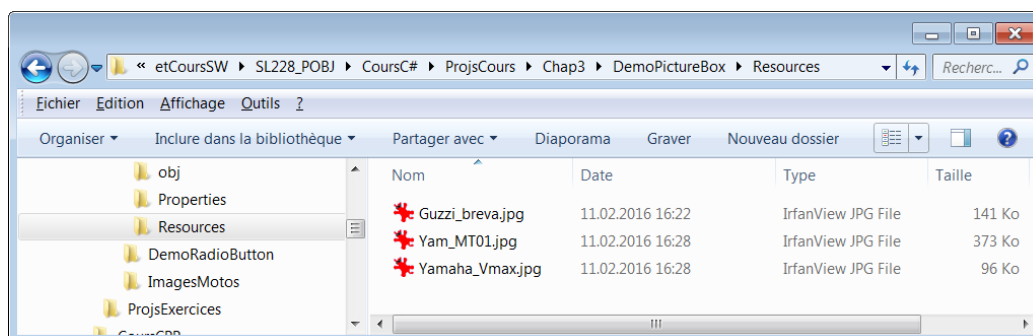 « etCoursSW ▸ SL228_POBJ ▸ CoursC# ▸ ProjsCours ▸ Chap3 ▸ DemoPictureBox ▸ Resources Recherc...
Fichier Edition Affichage Outils ?
Organiser Inclure dans la bibliothèque Partager avec Diaporama Graver Nouveau dossier
obj
Properties
Resources
DemoRadioButton
ImagesMotos
ProjsExercices
CoursCPP
Nom Date Type Taille
Guzzi_breva.jpg 11.02.2016 16:22 IrfanView JPG File 141 Ko
Yam_MT01.jpg 11.02.2016 16:28 IrfanView JPG File 373 Ko
Yamaha_Vmax.jpg 11.02.2016 16:28 IrfanView JPG File 96 Ko